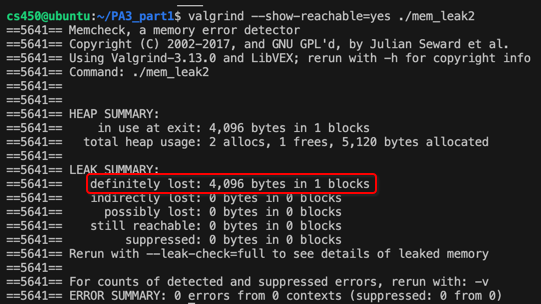 cs450@ubuntu:~/PA3_part1$ valgrind --show-reachable=yes ./mem_leak2
==5641== Memcheck, a memory error detector
==5641== Copyright (C) 2002-2017, and GNU GPL'd, by Julian Seward et al.
==5641== Using Valgrind-3.13.0 and LibVEX; rerun with -h for copyright info
==5641== Command: ./mem_leak2
==5641==
==5641==
==5641== HEAP SUMMARY:
==5641==     in use at exit: 4,096 bytes in 1 blocks
==5641==   total heap usage: 2 allocs, 1 frees, 5,120 bytes allocated
==5641==
==5641== LEAK SUMMARY:
==5641==    definitely lost: 4,096 bytes in 1 blocks
==5641==    indirectly lost: 0 bytes in 0 blocks
==5641==      possibly lost: 0 bytes in 0 blocks
==5641==    still reachable: 0 bytes in 0 blocks
==5641==         suppressed: 0 bytes in 0 blocks
==5641== Rerun with --leak-check=full to see details of leaked memory
==5641==
==5641== For counts of detected and suppressed errors, rerun with: -v
==5641== ERROR SUMMARY: 0 errors from 0 contexts (suppressed: 0 from 0)